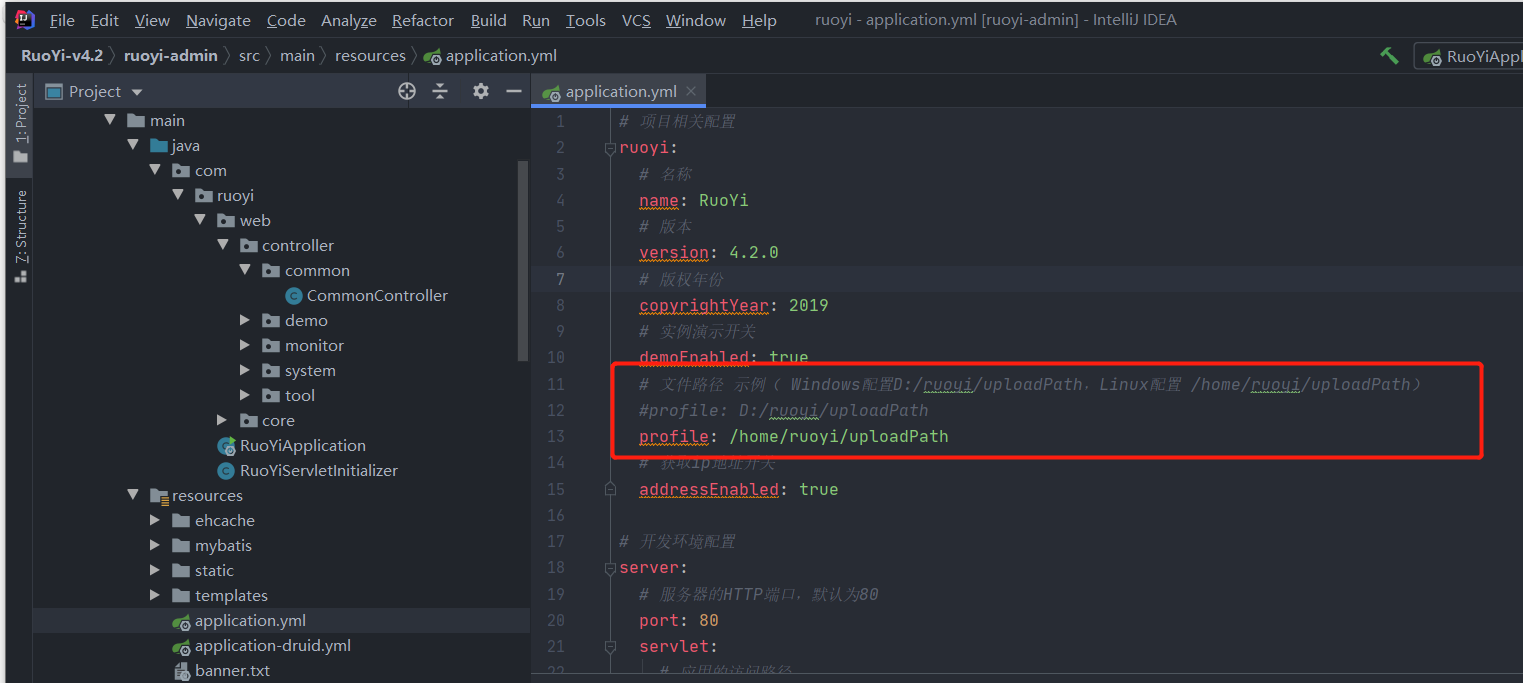 File Edit View Navigate Code Analyze Refactor Build Run Tools VCS Window Help ruoyi - application.yml [ruoyi-admin] - IntelliJ IDEA
RuoYi-v4.2 ruoyi-admin src main resources application.yml RuoYiAppl
1: Project
Z: Structure
Project
main
java
com
ruoyi
web
controller
common
CommonController
demo
monitor
system
tool
core
RuoYiApplication
RuoYiServletInitializer
resources
ehcache
mybatis
static
templates
application.yml
application-druid.yml
banner.txt
application.yml
1 # 项目相关配置
2 ruoyi:
3 # 名称
4 name: RuoYi
5 # 版本
6 version: 4.2.0
7 # 版权年份
8 copyrightYear: 2019
9 # 实例演示开关
10 demoEnabled: true
11 # 文件路径 示例（ Windows配置D:/ruoyi/uploadPath，Linux配置 /home/ruoyi/uploadPath）
12 #profile: D:/ruoyi/uploadPath
13 profile: /home/ruoyi/uploadPath
14 # 获取ip地址开关
15 addressEnabled: true
16
17 # 开发环境配置
18 server:
19 # 服务器的HTTP端口，默认为80
20 port: 80
21 servlet:
22 # 应用的访问路径